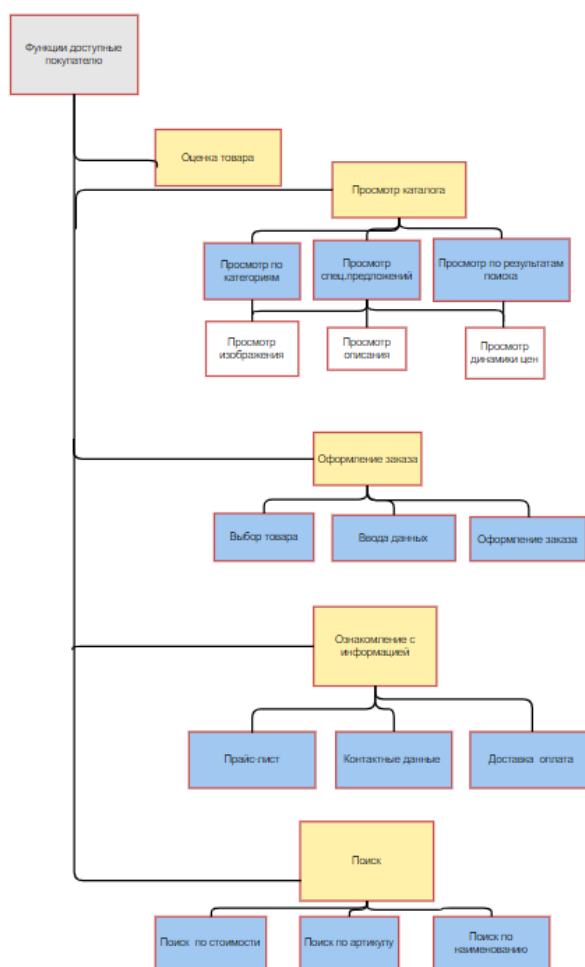 Функции доступные
покупателю
Оценка товара
Просмотр каталога
Просмотр по
категориям
Просмотр
спец.предложений
Просмотр по результатам
поиска
Просмотр
изображения
Просмотр
описания
Просмотр
динамики цен
Оформление заказа
Выбор товара
Ввода данных
Оформление заказа
Ознакомление с
информацией
Прайс-лист
Контактные данные
Доставка оплата
Поиск
Поиск по стоимости
Поиск по артикулу
Поиск по
наименованию